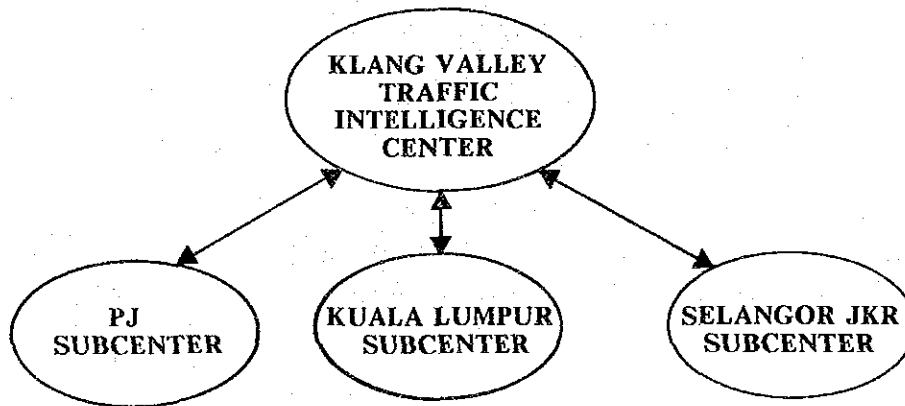 KLANG VALLEY
TRAFFIC
INTELLIGENCE
CENTER
PJ
SUBCENTER
KUALA LUMPUR
SUBCENTER
SELANGOR JKR
SUBCENTER